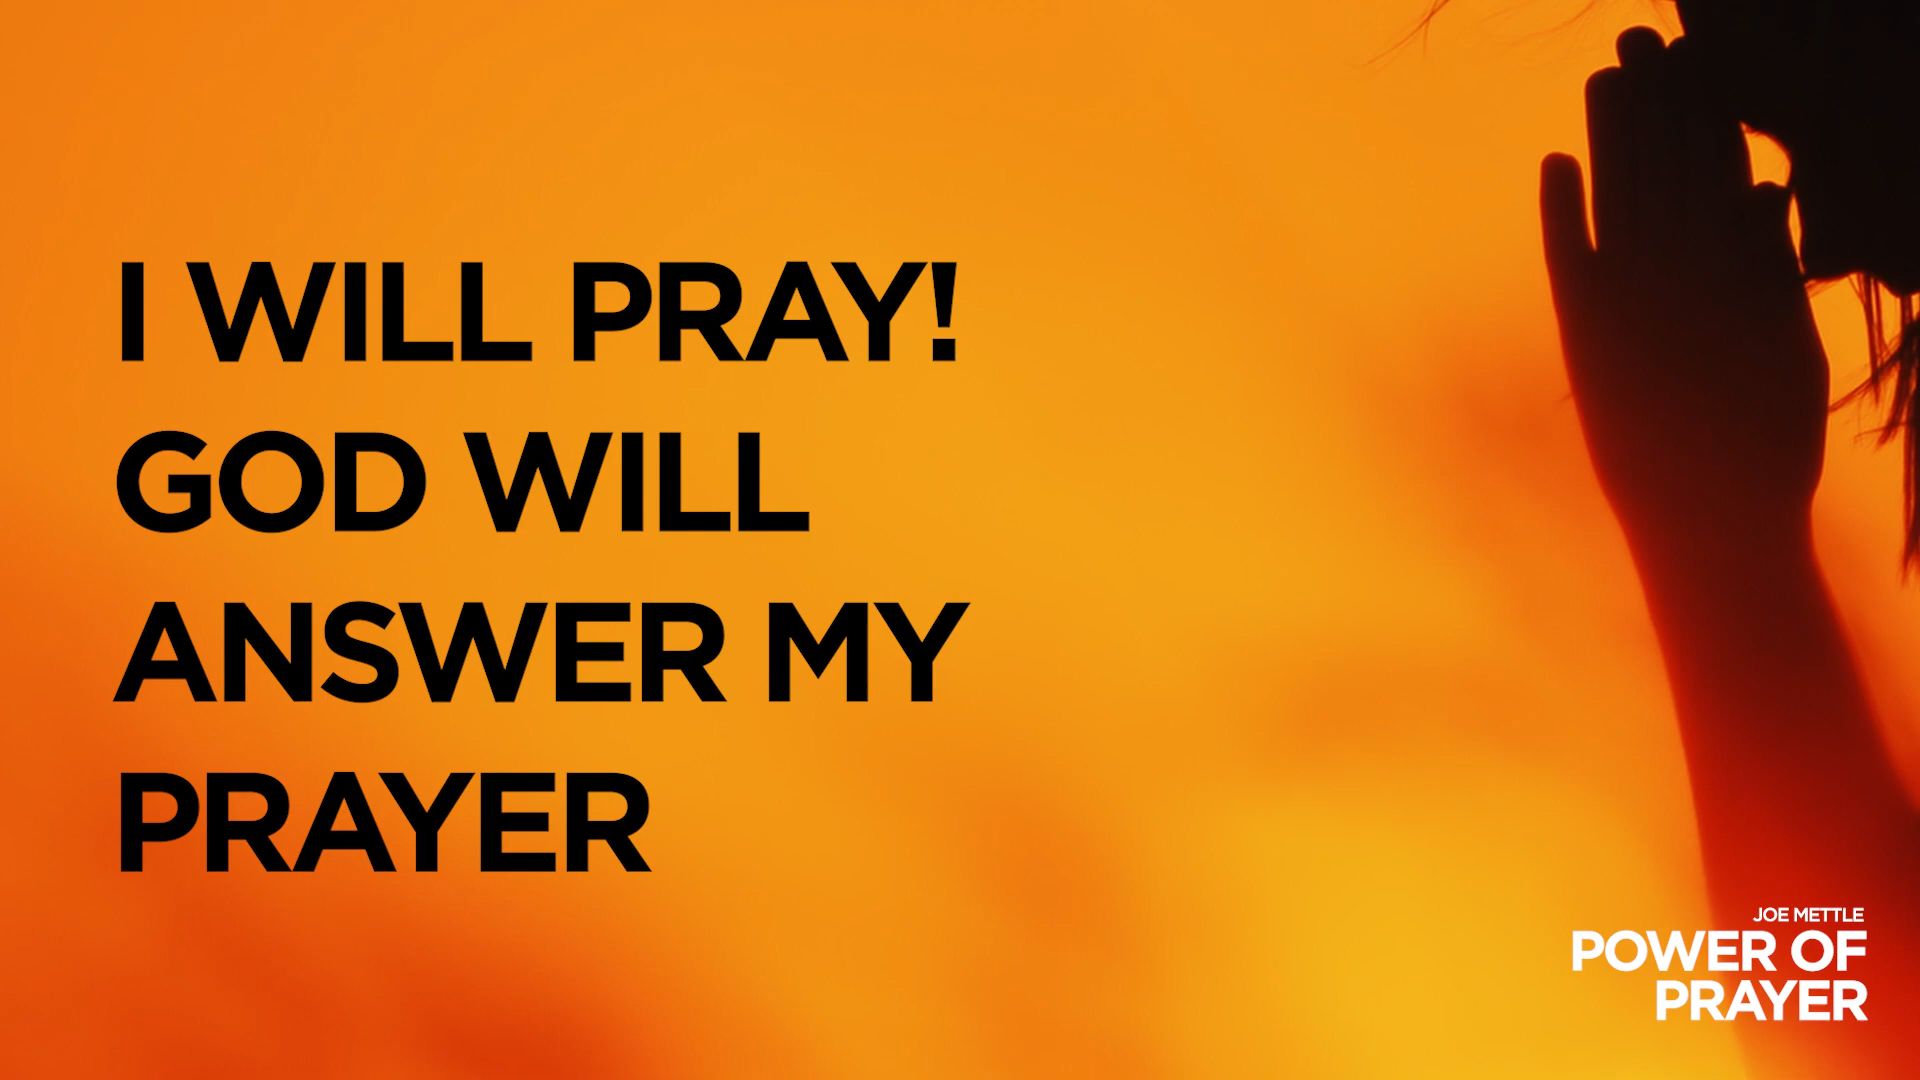 I WILL PRAY!
GOD WILL
ANSWER MY
PRAYER
JOE METTLE
POWER OF
PRAYER